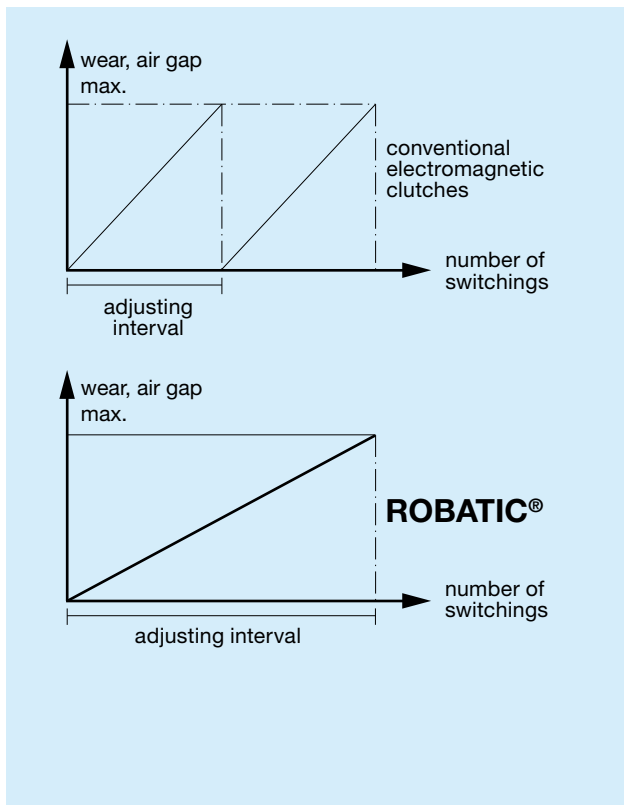 wear, air gap
max.
conventional
electromagnetic
clutches
number of
switchings
adjusting
interval
wear, air gap
max.
ROBATIC®
number of
switchings
adjusting interval